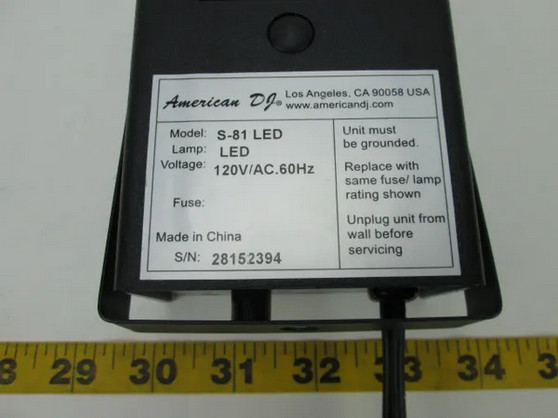 American DJ® Los Angeles, CA 90058 USA
www.americandj.com
Model: S-81 LED
Lamp: LED
Voltage: 120V/AC.60Hz
Fuse:
Made in China
S/N: 28152394
Unit must
be grounded.
Replace with
same fuse/ lamp
rating shown
Unplug unit from
wall before
servicing
28 29 30 31 32 33 34 35